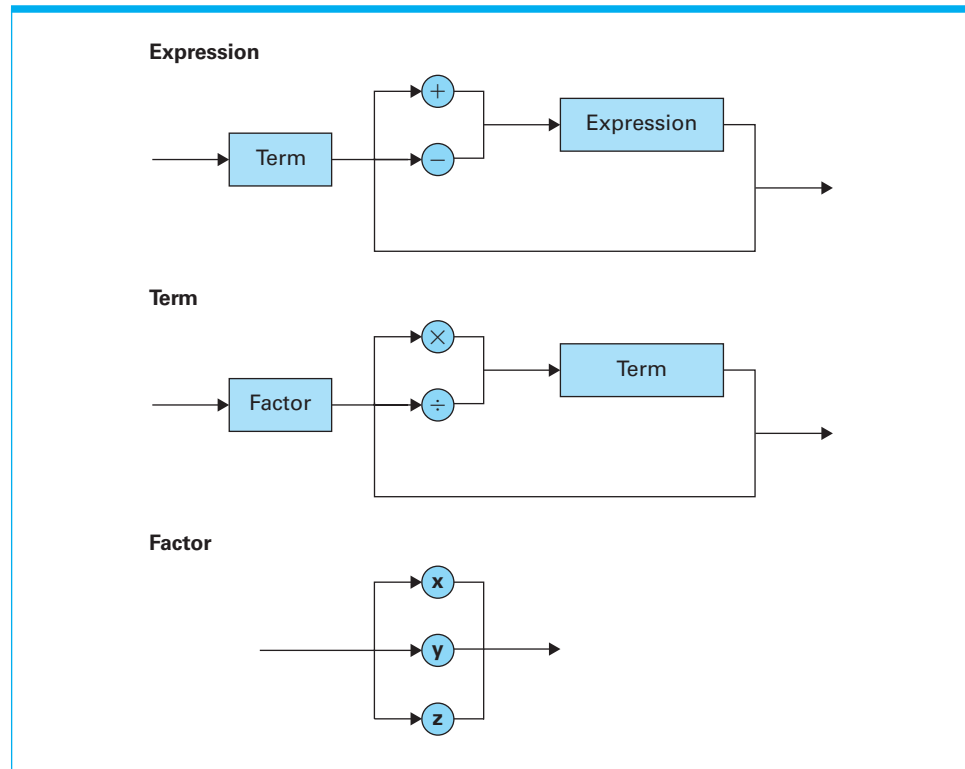 Expression
+
Expression
Term
−
Term
×
Term
Factor
÷
Factor
x
y
z